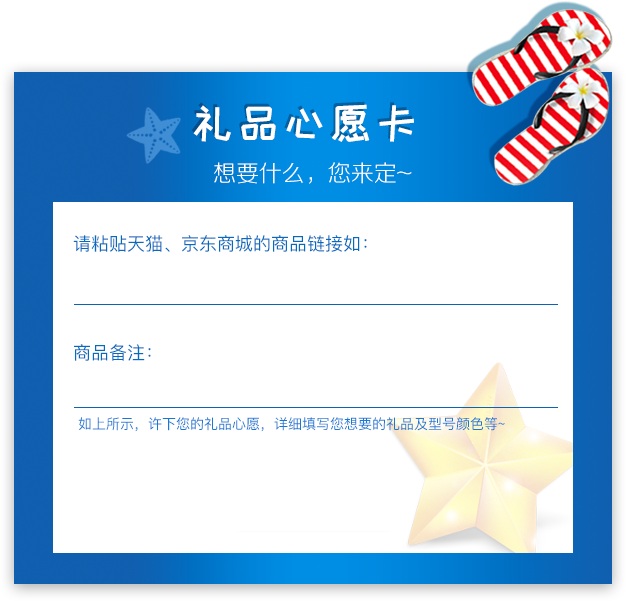 礼品心愿卡
想要什么，您来定~
请粘贴天猫、京东商城的商品链接如：
商品备注：
如上所示，许下您的礼品心愿，详细填写您想要的礼品及型号颜色等~